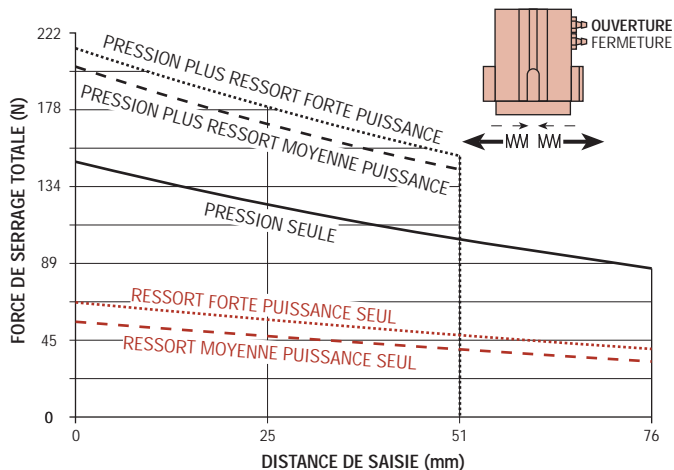 OUVERTURE
FERMETURE
FORCE DE SERRAGE TOTALE (N)
222
178
134
89
45
0
PRESSION PLUS RESSORT FORTE PUISSANCE
PRESSION PLUS RESSORT MOYENNE PUISSANCE
PRESSION SEULE
RESSORT FORTE PUISSANCE SEUL
RESSORT MOYENNE PUISSANCE SEUL
0
25
51
76
DISTANCE DE SAISIE (mm)